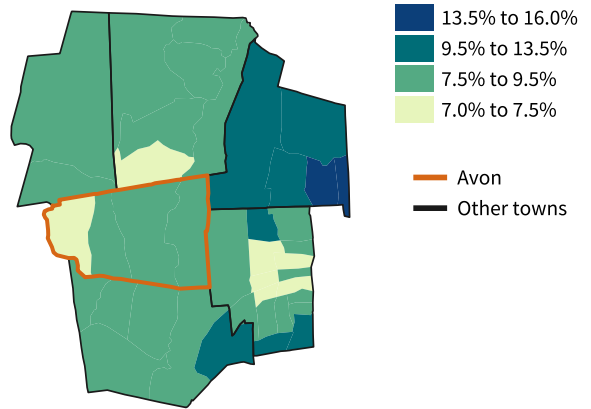 13.5% to 16.0%
9.5% to 13.5%
7.5% to 9.5%
7.0% to 7.5%
Avon
Other towns